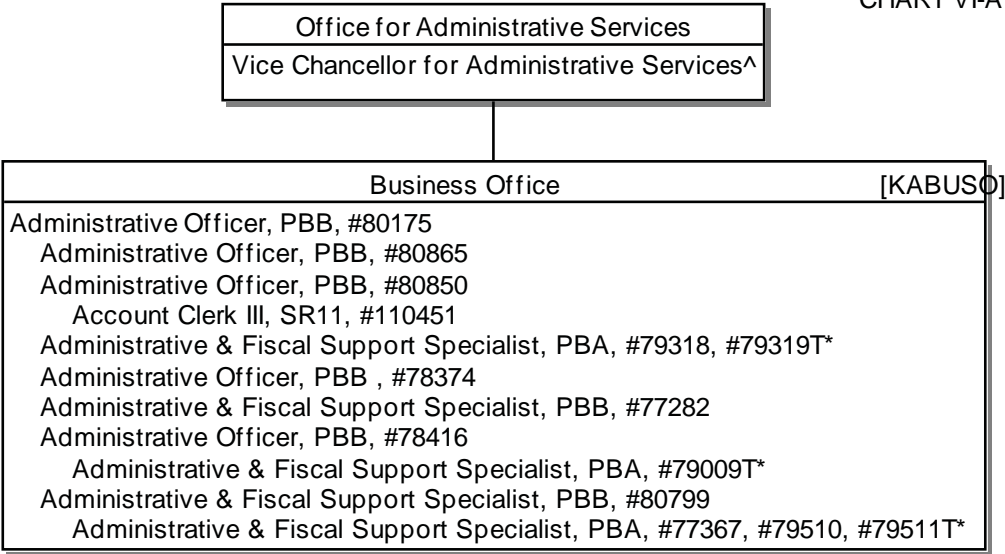 CHART VI-A
Office for Administrative Services
Vice Chancellor for Administrative Services^
Business Office [KABUSO]
Administrative Officer, PBB, #80175
Administrative Officer, PBB, #80865
Administrative Officer, PBB, #80850
Account Clerk III, SR11, #110451
Administrative & Fiscal Support Specialist, PBA, #79318, #79319T*
Administrative Officer, PBB , #78374
Administrative & Fiscal Support Specialist, PBB, #77282
Administrative Officer, PBB, #78416
Administrative & Fiscal Support Specialist, PBA, #79009T*
Administrative & Fiscal Support Specialist, PBB, #80799
Administrative & Fiscal Support Specialist, PBA, #77367, #79510, #79511T*